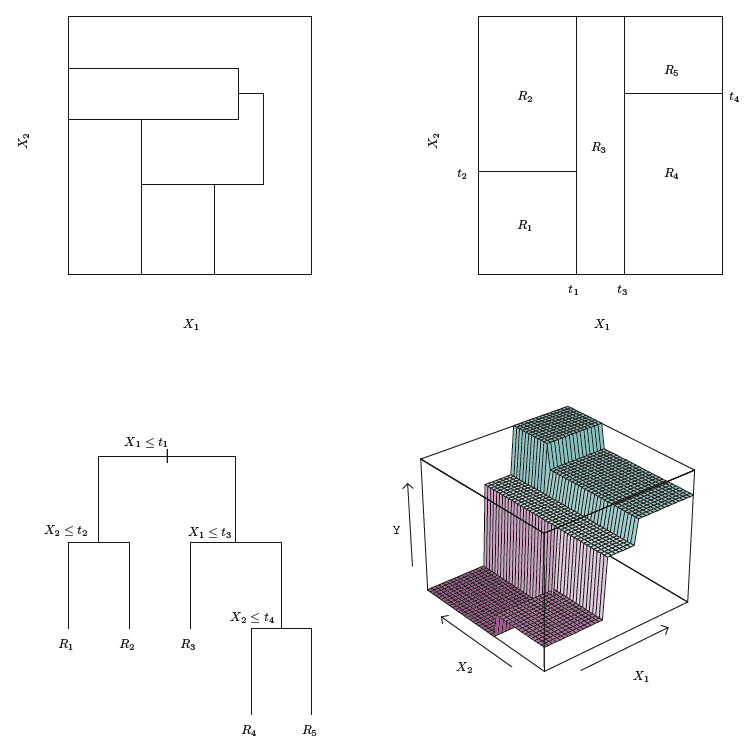 X₂
X₁
R₅
R₂
t₄
X₂
R₃
t₂
R₄
R₁
t₁
t₃
X₁
X₁ ≤ t₁
X₂ ≤ t₂
X₁ ≤ t₃
X₂ ≤ t₄
R₁
R₂
R₃
R₄
R₅
Y
X₂
X₁